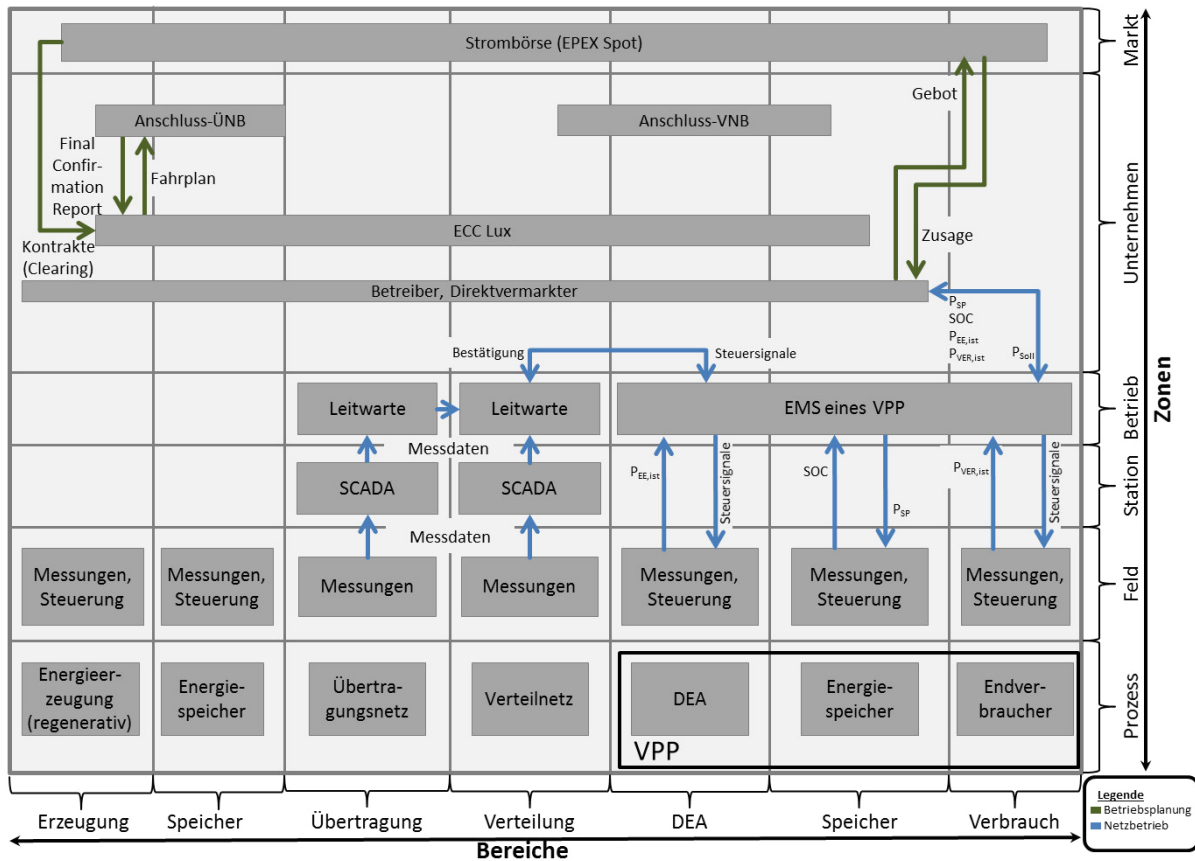 Strombörse (EPEX Spot)
Markt
Gebot
Anschluss-ÜNB
Anschluss-VNB
Final
Confir-
mation
Report
Fahrplan
Unternehmen
ECC Lux
Kontrakte
(Clearing)
Zusage
Betreiber, Direktvermarkter
P_SP
SOC
P_EE,ist
P_VER,ist
P_Soll
Bestätigung
Steuersignale
Zonen
Leitwarte
Leitwarte
EMS eines VPP
Betrieb
Messdaten
P_EE,ist
Steuersignale
SOC
P_SP
P_VER,ist
Steuersignale
SCADA
SCADA
Station
Messdaten
Messungen,
Steuerung
Messungen,
Steuerung
Messungen
Messungen
Messungen,
Steuerung
Messungen,
Steuerung
Messungen,
Steuerung
Feld
Energieer-
zeugung
(regenerativ)
Energie-
speicher
Übertra-
gungsnetz
Verteilnetz
DEA
Energie-
speicher
Endver-
braucher
VPP
Prozess
Erzeugung
Speicher
Übertragung
Verteilung
DEA
Speicher
Verbrauch
Bereiche
Legende
Betriebsplanung
Netzbetrieb